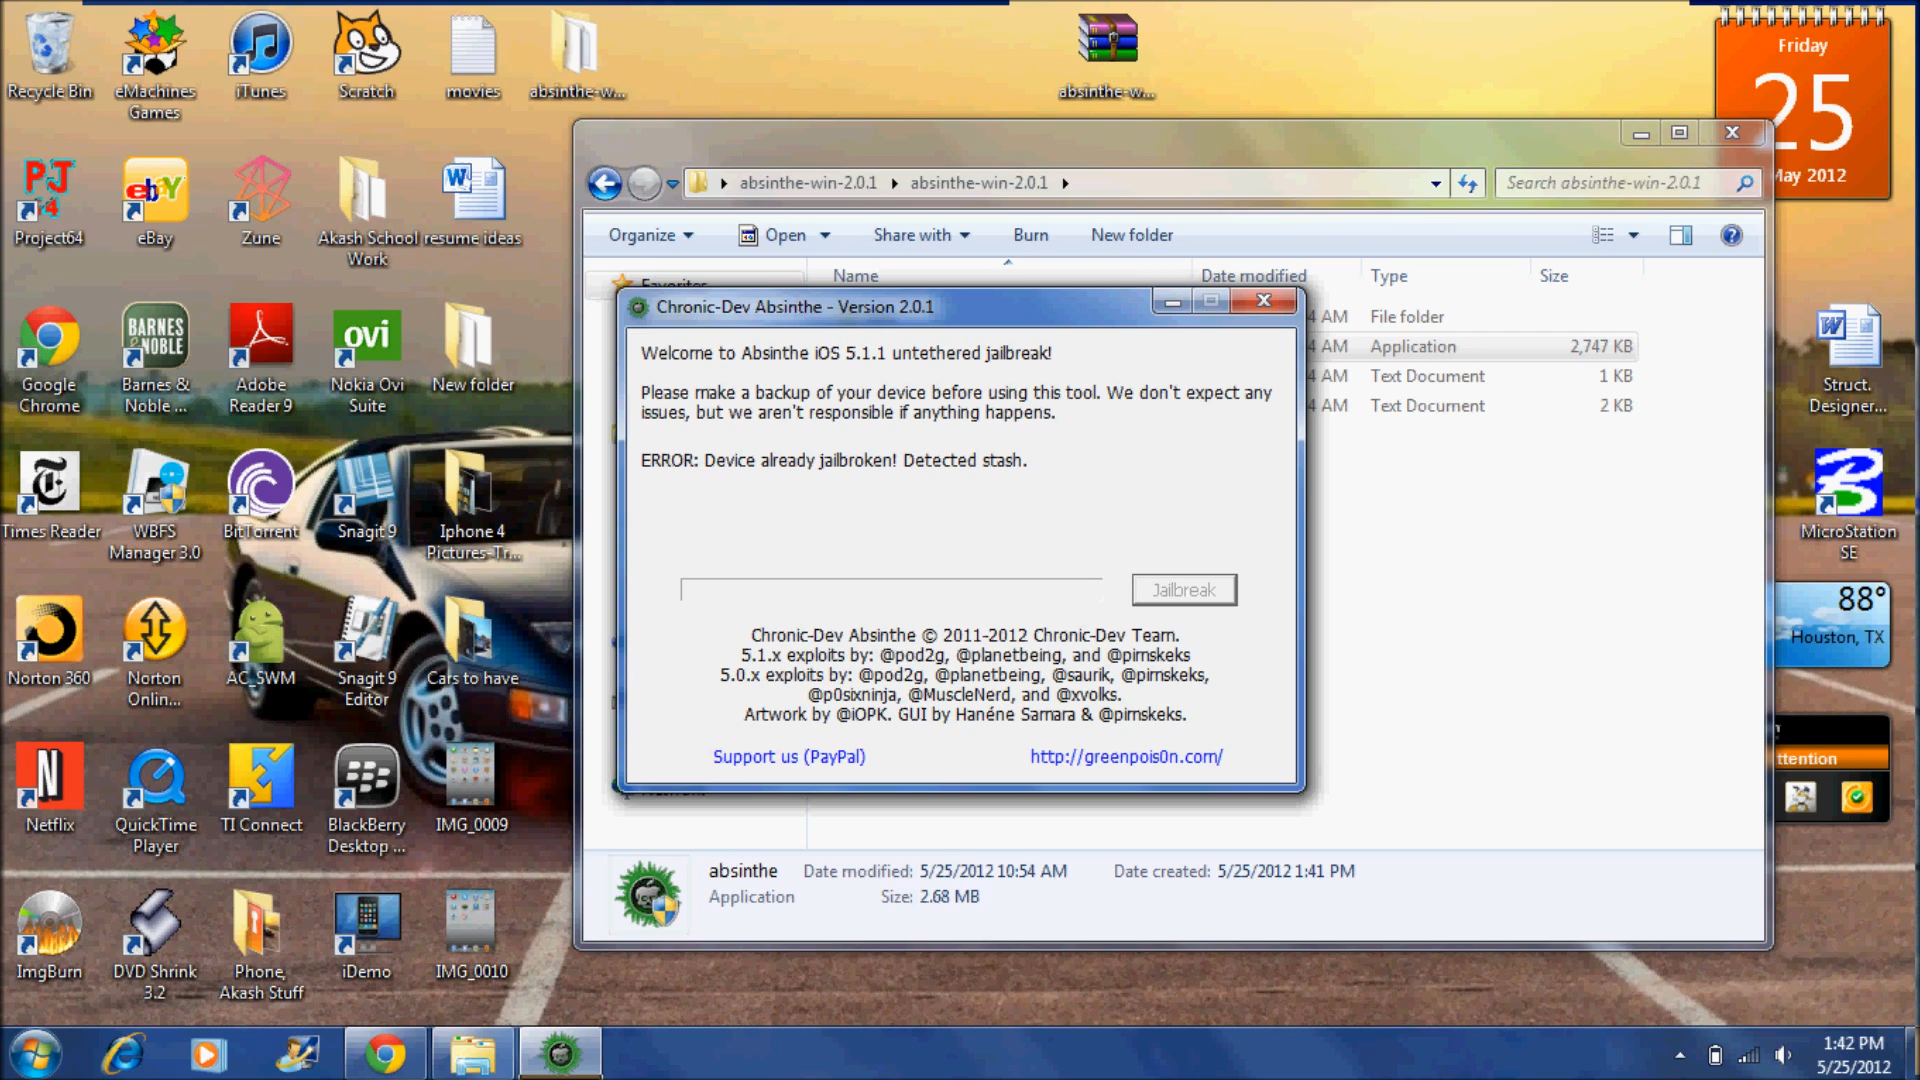 Recycle Bin
eMachines Games
iTunes
Scratch
movies
absinthe-w...
absinthe-w...
Friday
25
May 2012
PJ
64
Project64
ebay
eBay
Zune
Akash School Work
resume ideas
Google Chrome
BARNES & NOBLE
Barnes & Noble ...
Adobe Reader 9
ovi
Nokia Ovi Suite
New folder
Times Reader
WBFS Manager 3.0
BitTorrent
Snagit 9
Iphone 4 Pictures-Tr...
Norton 360
Norton Onlin...
AC_SWM
Snagit 9 Editor
Cars to have
Netflix
QuickTime Player
TI Connect
BlackBerry Desktop ...
IMG_0009
ImgBurn
DVD Shrink 3.2
Phone, Akash Stuff
iDemo
IMG_0010
absinthe-win-2.0.1
absinthe-win-2.0.1
Search absinthe-win-2.0.1
Organize
Open
Share with
Burn
New folder
Favorites
Name
Date modified
Type
Size
4 AM File folder
4 AM Application 2,747 KB
4 AM Text Document 1 KB
4 AM Text Document 2 KB
Chronic-Dev Absinthe - Version 2.0.1
Welcome to Absinthe iOS 5.1.1 untethered jailbreak!
Please make a backup of your device before using this tool. We don't expect any
issues, but we aren't responsible if anything happens.
ERROR: Device already jailbroken! Detected stash.
Jailbreak
Chronic-Dev Absinthe © 2011-2012 Chronic-Dev Team.
5.1.x exploits by: @pod2g, @planetbeing, and @pimskeks
5.0.x exploits by: @pod2g, @planetbeing, @saurik, @pimskeks,
@p0sixninja, @MuscleNerd, and @xvolks.
Artwork by @iOPK. GUI by Hanéne Samara & @pimskeks.
Support us (PayPal)
http://greenpois0n.com/
absinthe
Date modified: 5/25/2012 10:54 AM
Date created: 5/25/2012 1:41 PM
Application
Size: 2.68 MB
Struct. Designer...
MicroStation SE
88°
Houston, TX
ttention
1:42 PM
5/25/2012